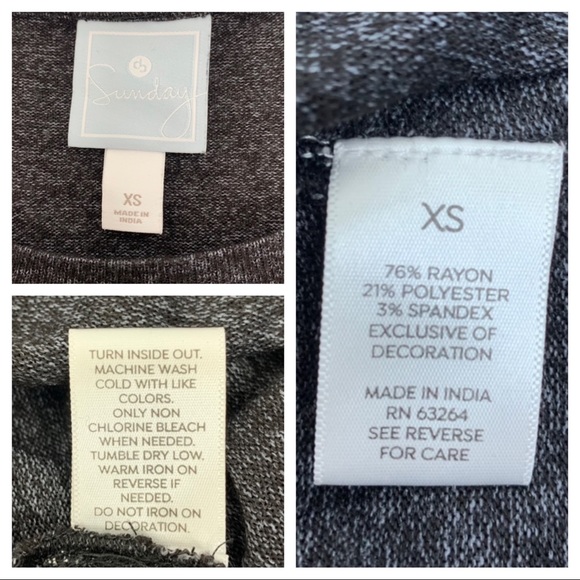 Sunday
XS
MADE IN
INDIA
XS
76% RAYON
21% POLYESTER
3% SPANDEX
EXCLUSIVE OF
DECORATION
MADE IN INDIA
RN 63264
SEE REVERSE
FOR CARE
TURN INSIDE OUT.
MACHINE WASH
COLD WITH LIKE
COLORS.
ONLY NON
CHLORINE BLEACH
WHEN NEEDED.
TUMBLE DRY LOW.
WARM IRON ON
REVERSE IF
NEEDED.
DO NOT IRON ON
DECORATION.